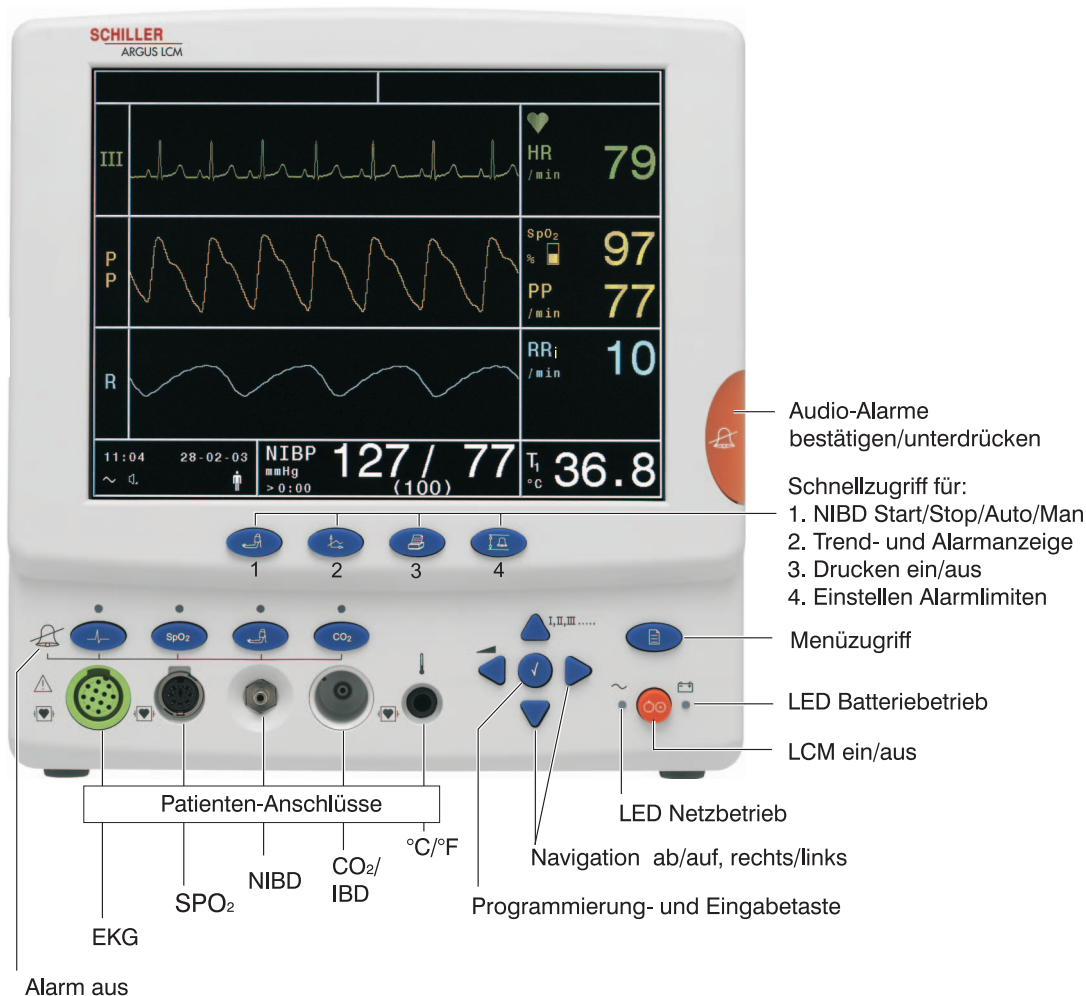 SCHILLER
ARGUS LCM
III
HR
/min
79
P
P
SpO₂
%
97
PP
/min
77
R
RRi
/min
10
11:04 28-02-03
NIBP
mmHg
>0:00
127/ 77
(100)
T₁
°C
36.8
Audio-Alarme
bestätigen/unterdrücken
Schnellzugriff für:
1. NIBD Start/Stop/Auto/Man
2. Trend- und Alarmanzeige
3. Drucken ein/aus
4. Einstellen Alarmlimiten
1 2 3 4
SpO₂
CO₂
I,II,III.....
√
Menüzugriff
LED Batteriebetrieb
LCM ein/aus
LED Netzbetrieb
Navigation ab/auf, rechts/links
Programmierung- und Eingabetaste
Patienten-Anschlüsse
°C/°F
CO₂/
IBD
NIBD
SPO₂
EKG
Alarm aus